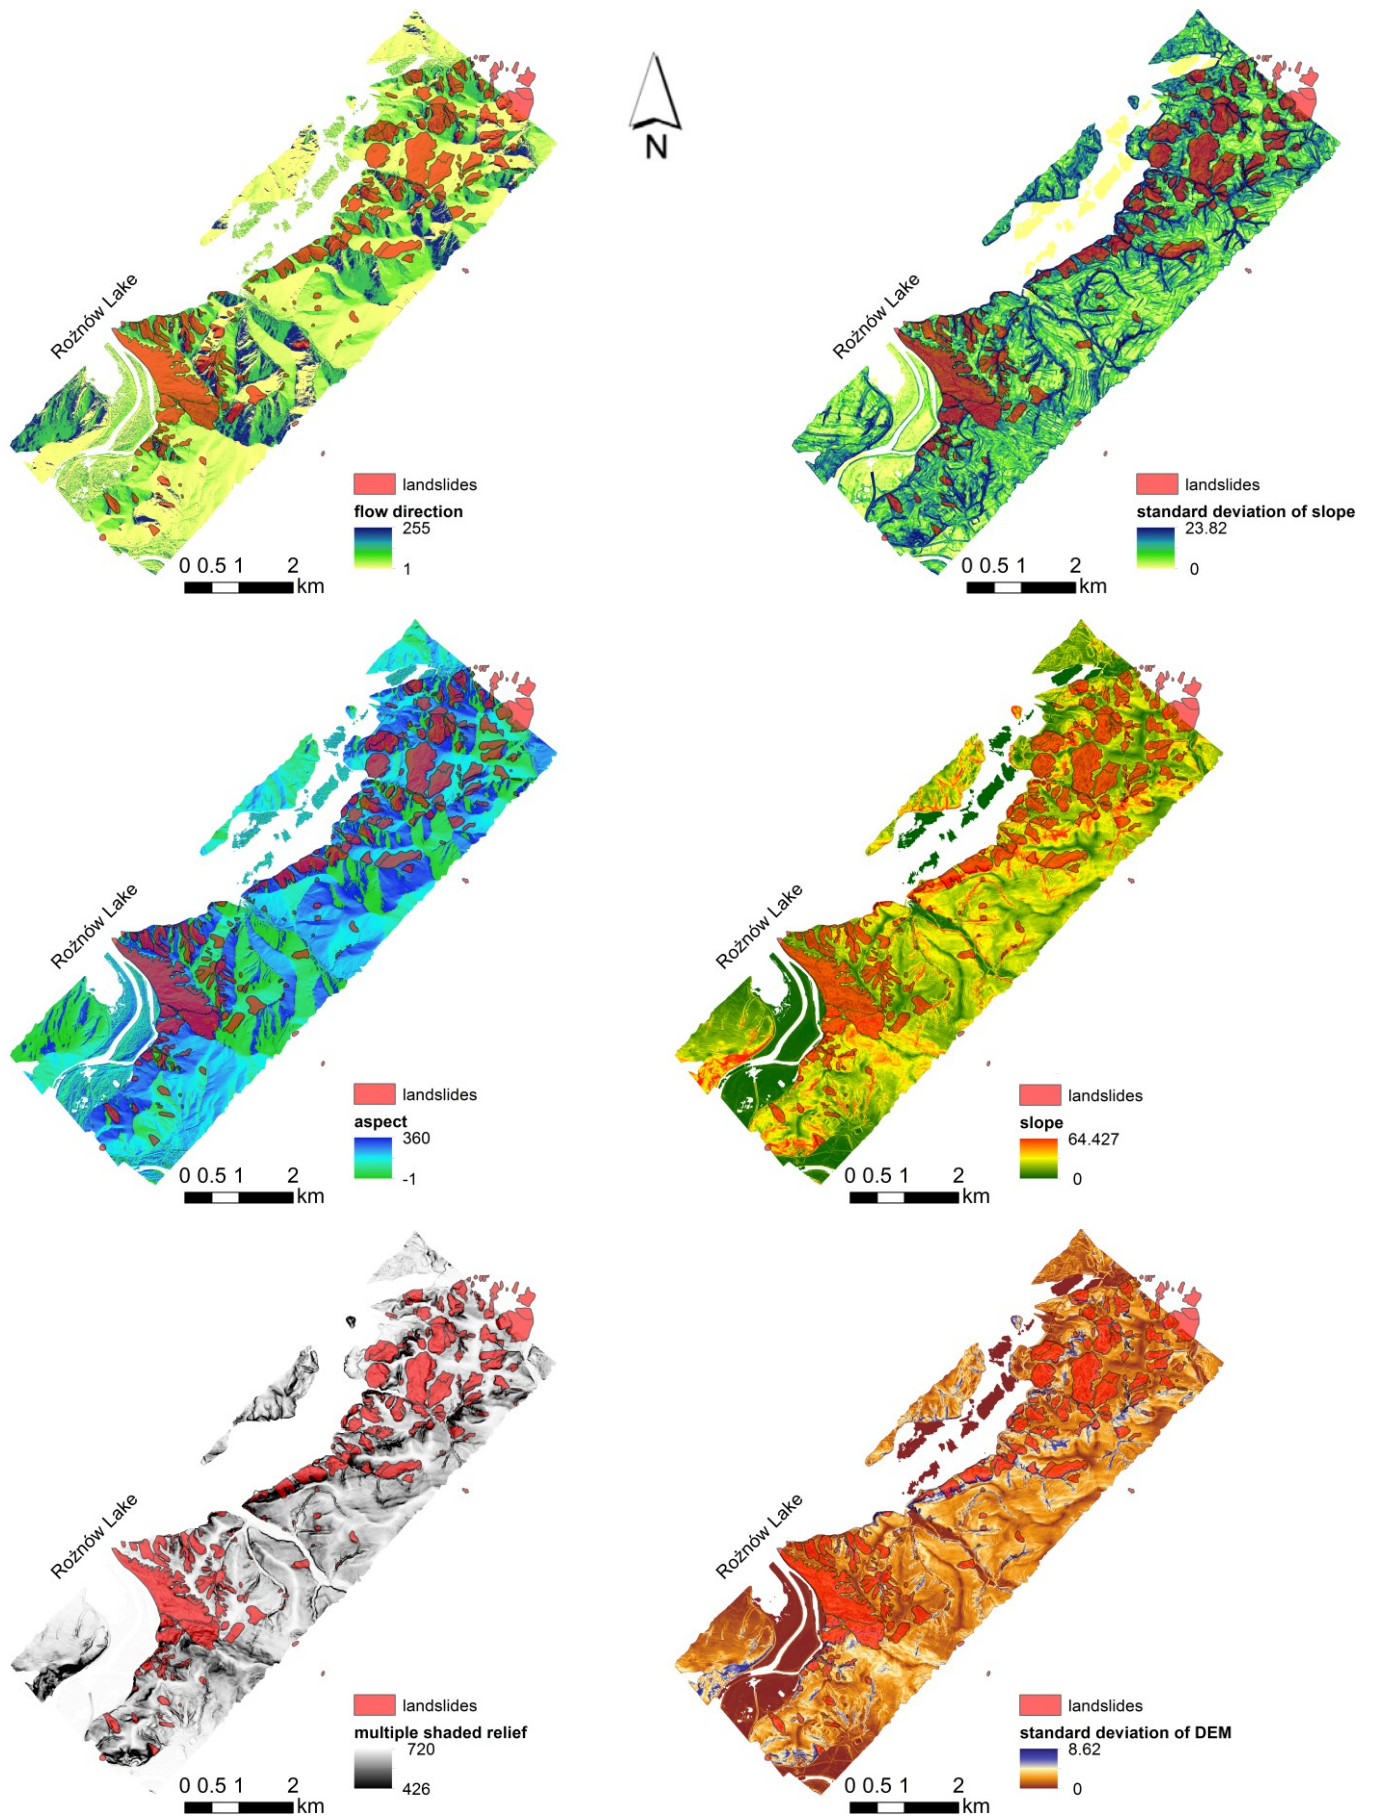 N
Rożnów Lake
landslides
flow direction
255
1
0 0.5 1 2
km
Rożnów Lake
landslides
standard deviation of slope
23.82
0
0 0.5 1 2
km
Rożnów Lake
landslides
aspect
360
-1
0 0.5 1 2
km
Rożnów Lake
landslides
slope
64.427
0
0 0.5 1 2
km
Rożnów Lake
landslides
multiple shaded relief
720
426
0 0.5 1 2
km
Rożnów Lake
landslides
standard deviation of DEM
8.62
0
0 0.5 1 2
km